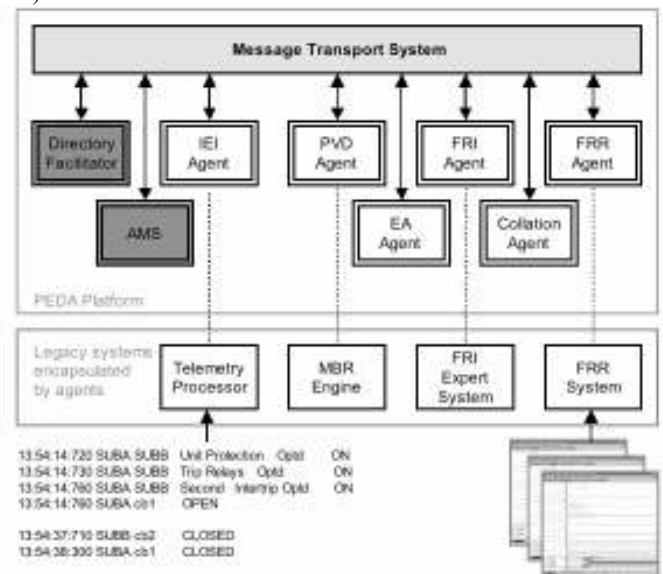 Message Transport System
Directory
Facilitator
IEI
Agent
PVD
Agent
FRI
Agent
FRR
Agent
AMS
EA
Agent
Collation
Agent
PEDA Platform
Legacy systems
encapsulated
by agents
Telemetry
Processor
MBR
Engine
FRI
Expert
System
FRR
System
13:54:14:720 SUBA SUBB Unit Protection Optd ON
13:54:14:730 SUBA SUBB Trip Relays Optd ON
13:54:14:760 SUBA SUBB Second Intertrip Optd ON
13:54:14:760 SUBA cb1 OPEN
13:54:37:710 SUBB cb2 CLOSED
13:54:38:300 SUBA cb1 CLOSED